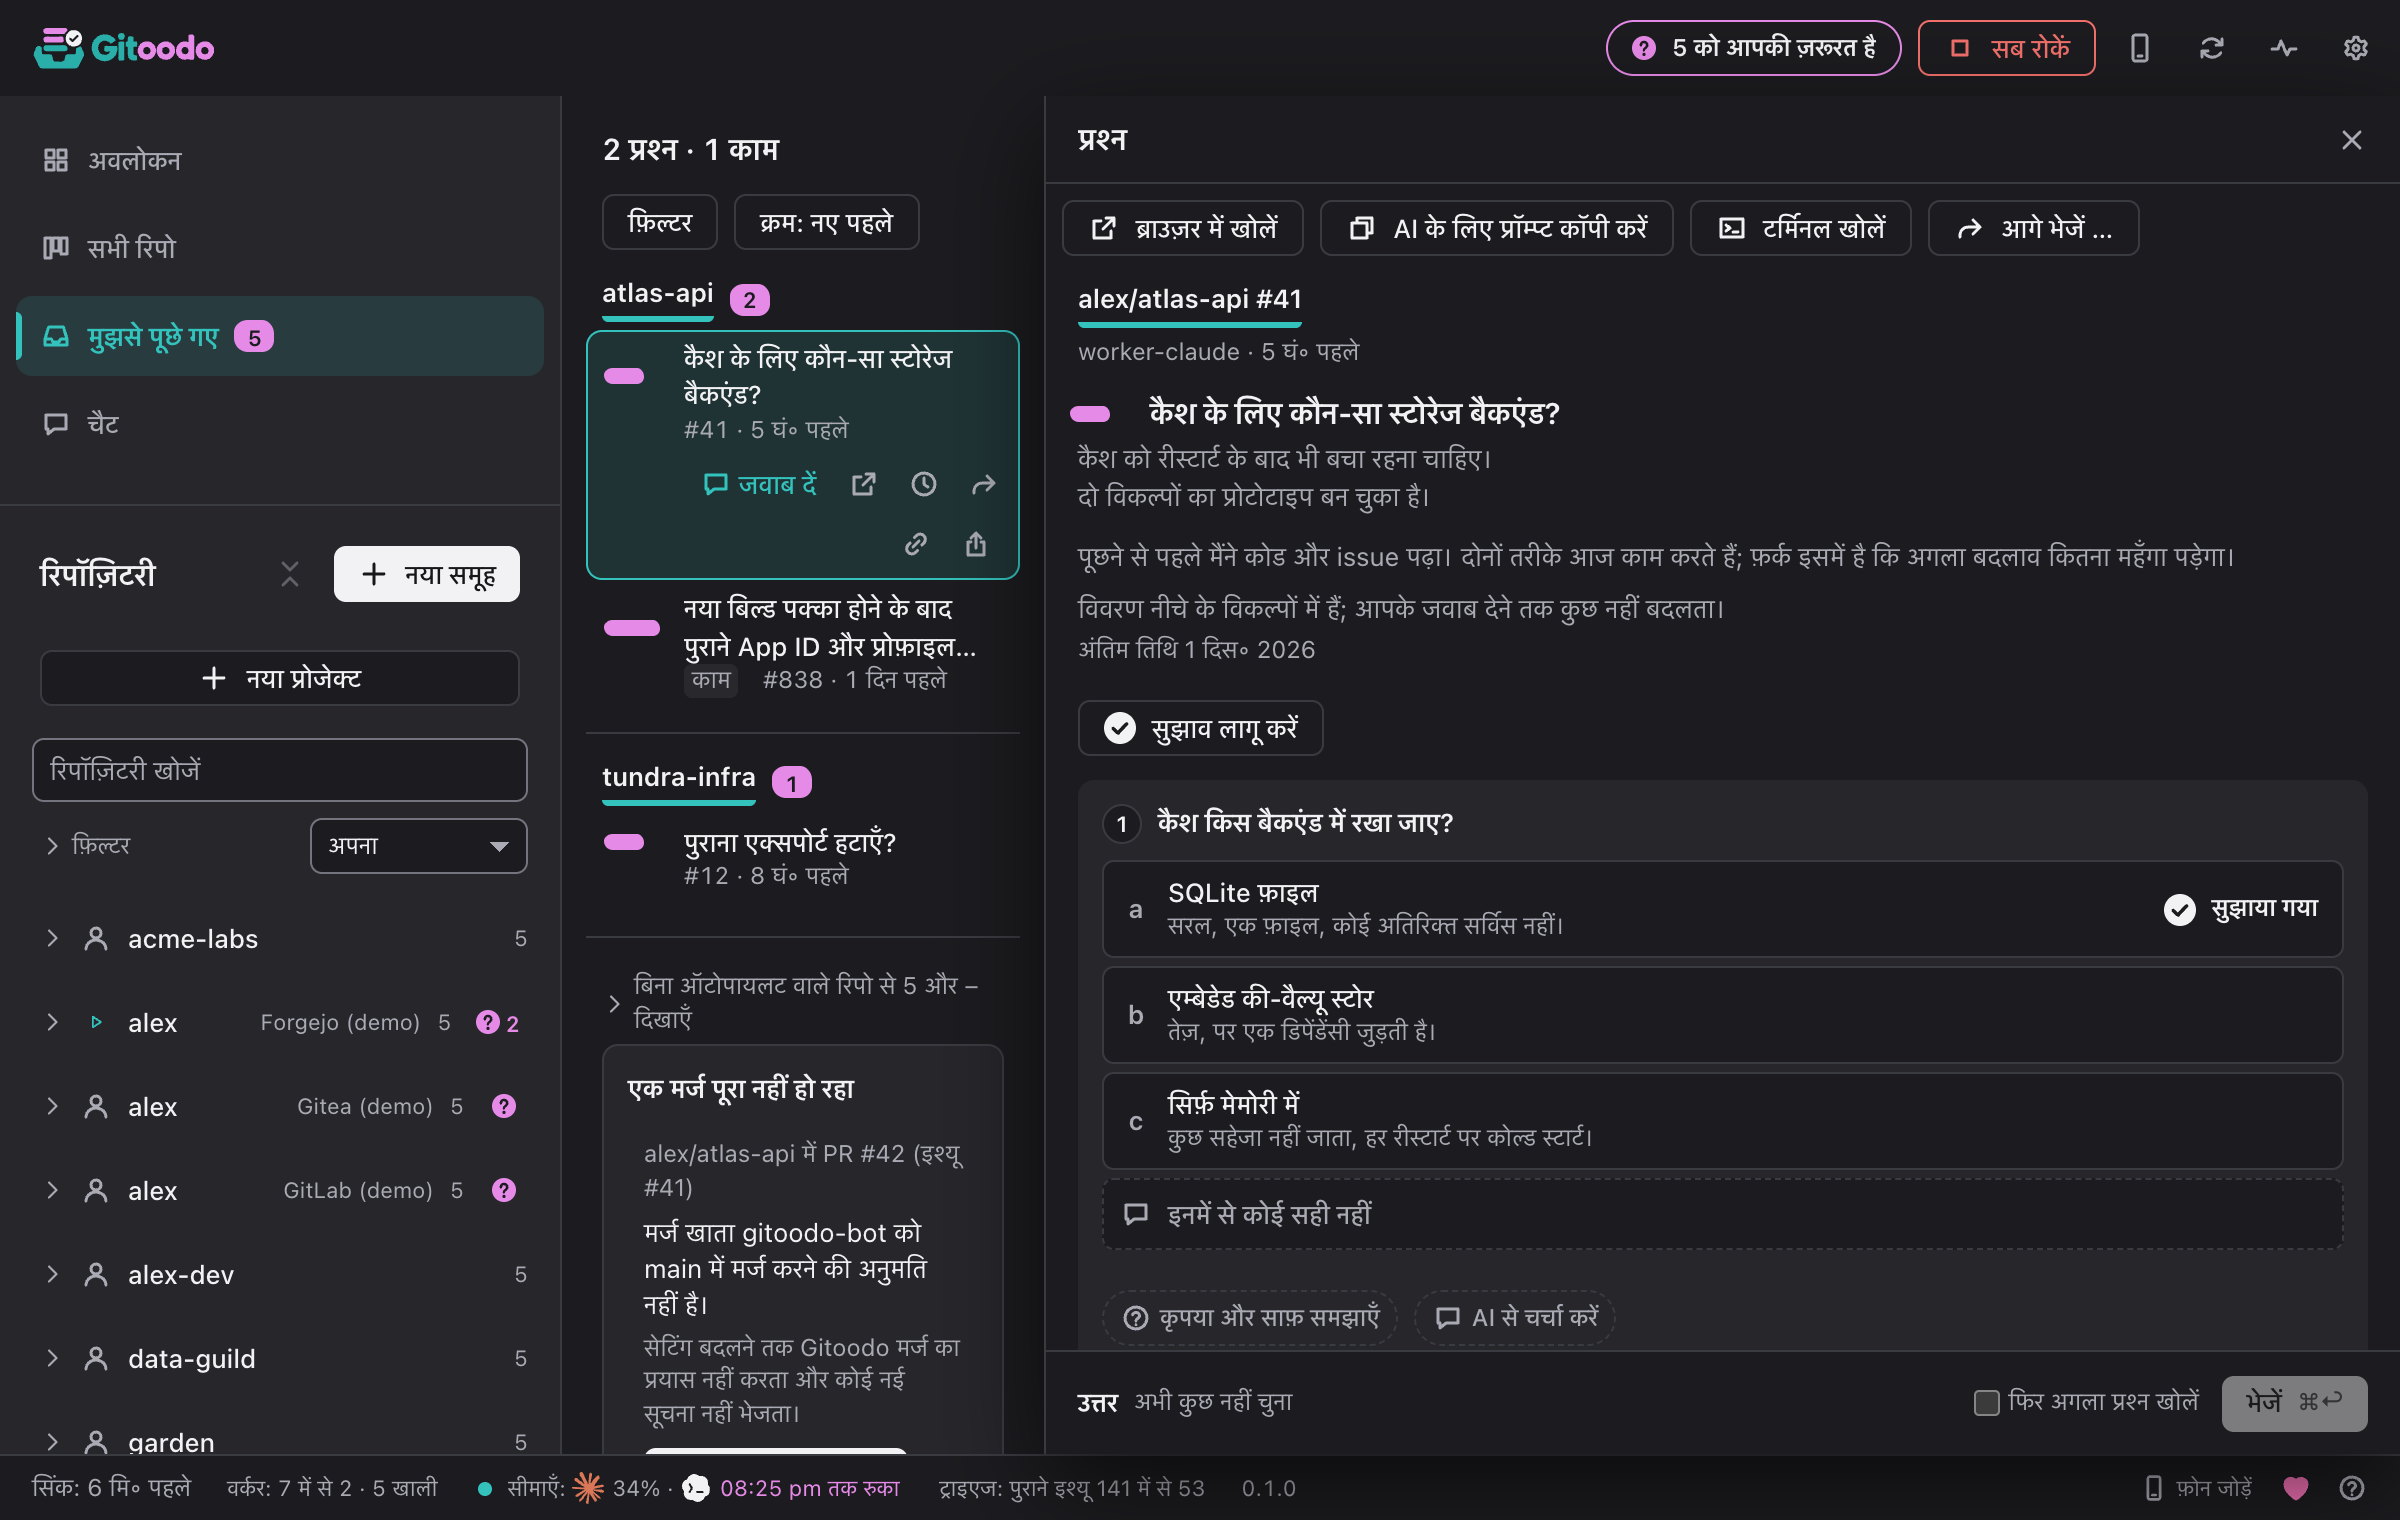 Gitoodo
5 को आपकी ज़रूरत है
सब रोकें
अवलोकन
सभी रिपो
मुझसे पूछे गए 5
चैट
रिपॉज़िटरी
नया समूह
नया प्रोजेक्ट
रिपॉज़िटरी खोजें
फ़िल्टर
अपना
acme-labs 5
alex Forgejo (demo) 5 2
alex Gitea (demo) 5
alex GitLab (demo) 5
alex-dev 5
data-guild 5
garden 5
2 प्रश्न · 1 काम
फ़िल्टर
क्रम: नए पहले
atlas-api 2
कैश के लिए कौन-सा स्टोरेज
बैकएंड?
#41 · 5 घं॰ पहले
जवाब दें
नया बिल्ड पक्का होने के बाद
पुराने App ID और प्रोफ़ाइल...
काम #838 · 1 दिन पहले
tundra-infra 1
पुराना एक्सपोर्ट हटाएँ?
#12 · 8 घं॰ पहले
बिना ऑटोपायलट वाले रिपो से 5 और –
दिखाएँ
एक मर्ज पूरा नहीं हो रहा
alex/atlas-api में PR #42 (इश्यू
#41)
मर्ज खाता gitoodo-bot को
main में मर्ज करने की अनुमति
नहीं है।
सेटिंग बदलने तक Gitoodo मर्ज का
प्रयास नहीं करता और कोई नई
सूचना नहीं भेजता।
प्रश्न
ब्राउज़र में खोलें
AI के लिए प्रॉम्प्ट कॉपी करें
टर्मिनल खोलें
आगे भेजें ...
alex/atlas-api #41
worker-claude · 5 घं॰ पहले
कैश के लिए कौन-सा स्टोरेज बैकएंड?
कैश को रीस्टार्ट के बाद भी बचा रहना चाहिए।
दो विकल्पों का प्रोटोटाइप बन चुका है।
पूछने से पहले मैंने कोड और issue पढ़ा। दोनों तरीके आज काम करते हैं; फ़र्क इसमें है कि अगला बदलाव कितना महँगा पड़ेगा।
विवरण नीचे के विकल्पों में हैं; आपके जवाब देने तक कुछ नहीं बदलता।
अंतिम तिथि 1 दिस॰ 2026
सुझाव लागू करें
1 कैश किस बैकएंड में रखा जाए?
a SQLite फ़ाइल
सरल, एक फ़ाइल, कोई अतिरिक्त सर्विस नहीं।
सुझाया गया
b एम्बेडेड की-वैल्यू स्टोर
तेज़, पर एक डिपेंडेंसी जुड़ती है।
c सिर्फ़ मेमोरी में
कुछ सहेजा नहीं जाता, हर रीस्टार्ट पर कोल्ड स्टार्ट।
इनमें से कोई सही नहीं
कृपया और साफ़ समझाएँ
AI से चर्चा करें
उत्तर अभी कुछ नहीं चुना
फिर अगला प्रश्न खोलें
भेजें ⌘↩
सिंक: 6 मि॰ पहले
वर्कर: 7 में से 2 · 5 खाली
सीमाएँ: 34% · 08:25 pm तक रुका
ट्राइएज: पुराने इश्यू 141 में से 53
0.1.0
फ़ोन जोड़ें